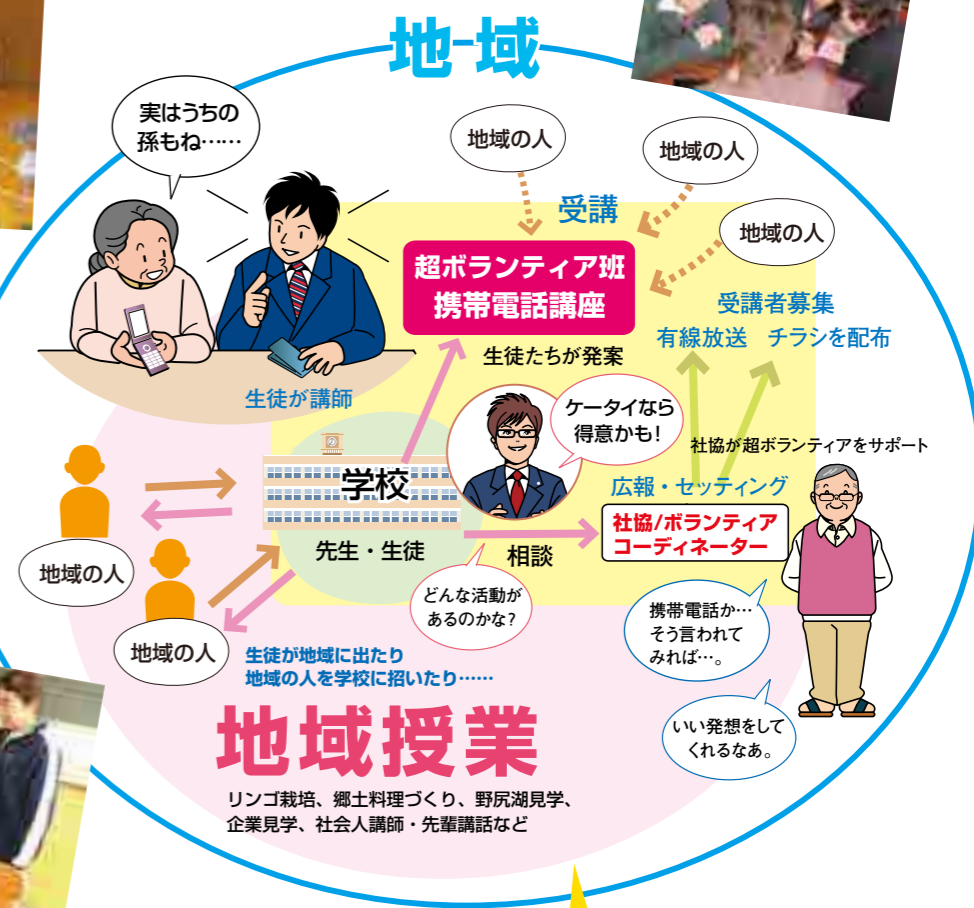 地域
実はうちの
孫もね……
地域の人
地域の人
地域の人
受講
超ボランティア班
携帯電話講座
受講者募集
有線放送 チラシを配布
生徒たちが発案
生徒が講師
ケータイなら
得意かも!
社協が超ボランティアをサポート
学校
広報・セッティング
社協/ボランティア
コーディネーター
先生・生徒
相談
地域の人
どんな活動が
あるのかな?
携帯電話か…
そう言われて
みれば…。
地域の人
生徒が地域に出たり
地域の人を学校に招いたり……
いい発想をして
くれるなあ。
地域授業
リンゴ栽培、郷土料理づくり、野尻湖見学、
企業見学、社会人講師・先輩講話など